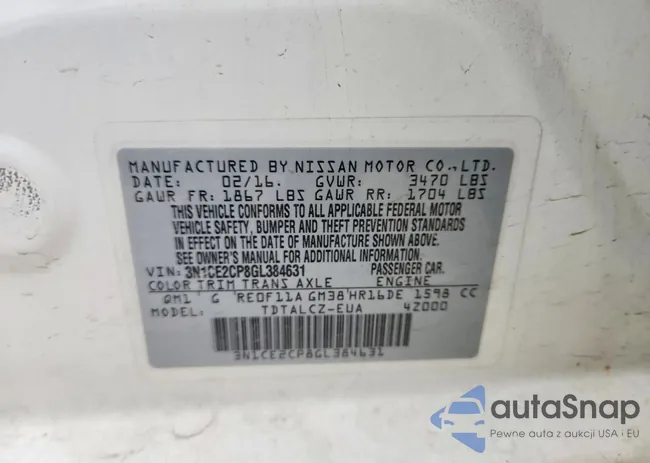 MANUFACTURED BY NISSAN MOTOR CO., LTD.
DATE: 02/16. GVWR: 3470 LBS
GAWR FR: 1867 LBS GAWR RR: 1704 LBS
THIS VEHICLE CONFORMS TO ALL APPLICABLE FEDERAL MOTOR
VEHICLE SAFETY, BUMPER AND THEFT PREVENTION STANDARDS
IN EFFECT ON THE DATE OF MANUFACTURE SHOWN ABOVE.
SEE OWNER'S MANUAL FOR ADDITIONAL INFORMATION.
VIN: 3N1CE2CP8GL384631 PASSENGER CAR.
COLOR TRIM TRANS AXLE ENGINE
QM1 G RE0F11A GM38 HR16DE 1598 CC
TDTALCZ-EUA 42000
3N1CE2CP8GL384631
autaSnap
Pewne auta z aukcji USA i EU